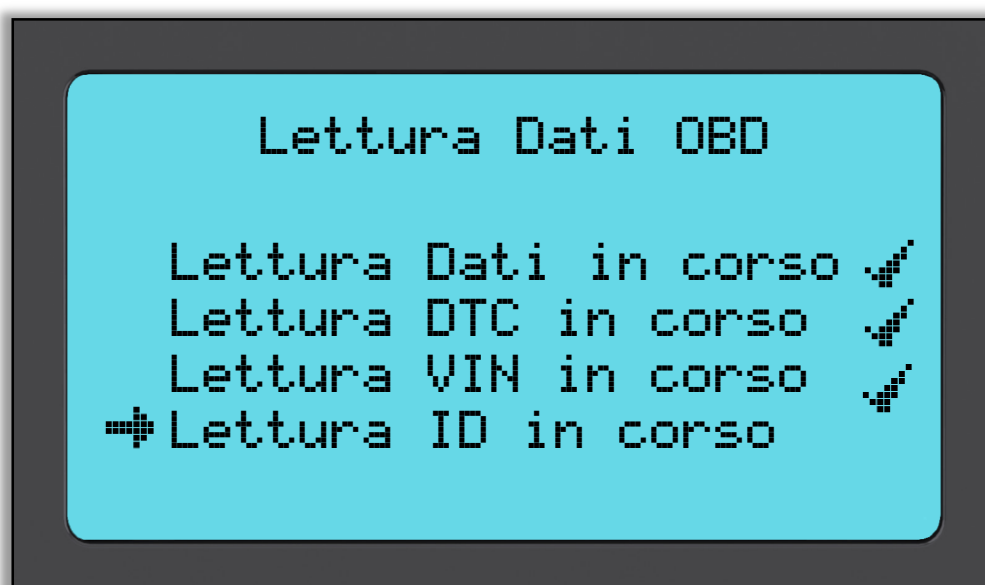 Lettura Dati OBD
Lettura Dati in corso
Lettura DTC in corso
Lettura VIN in corso
Lettura ID in corso